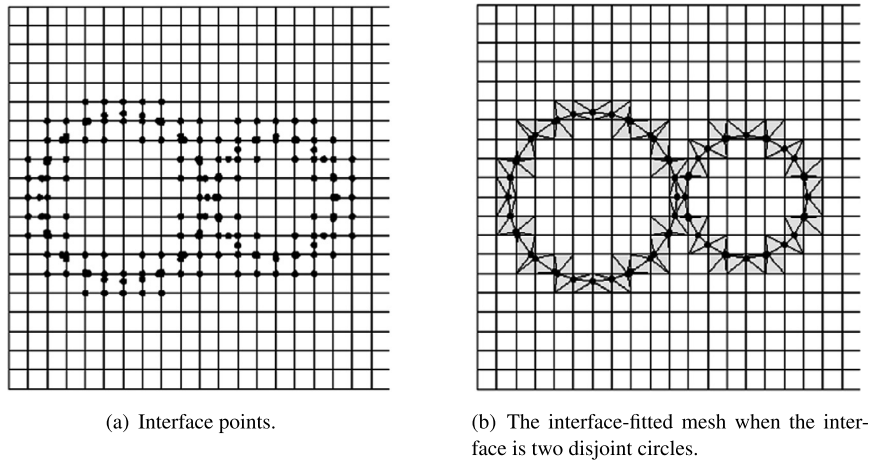 (a) Interface points.
(b) The interface-fitted mesh when the inter-
face is two disjoint circles.